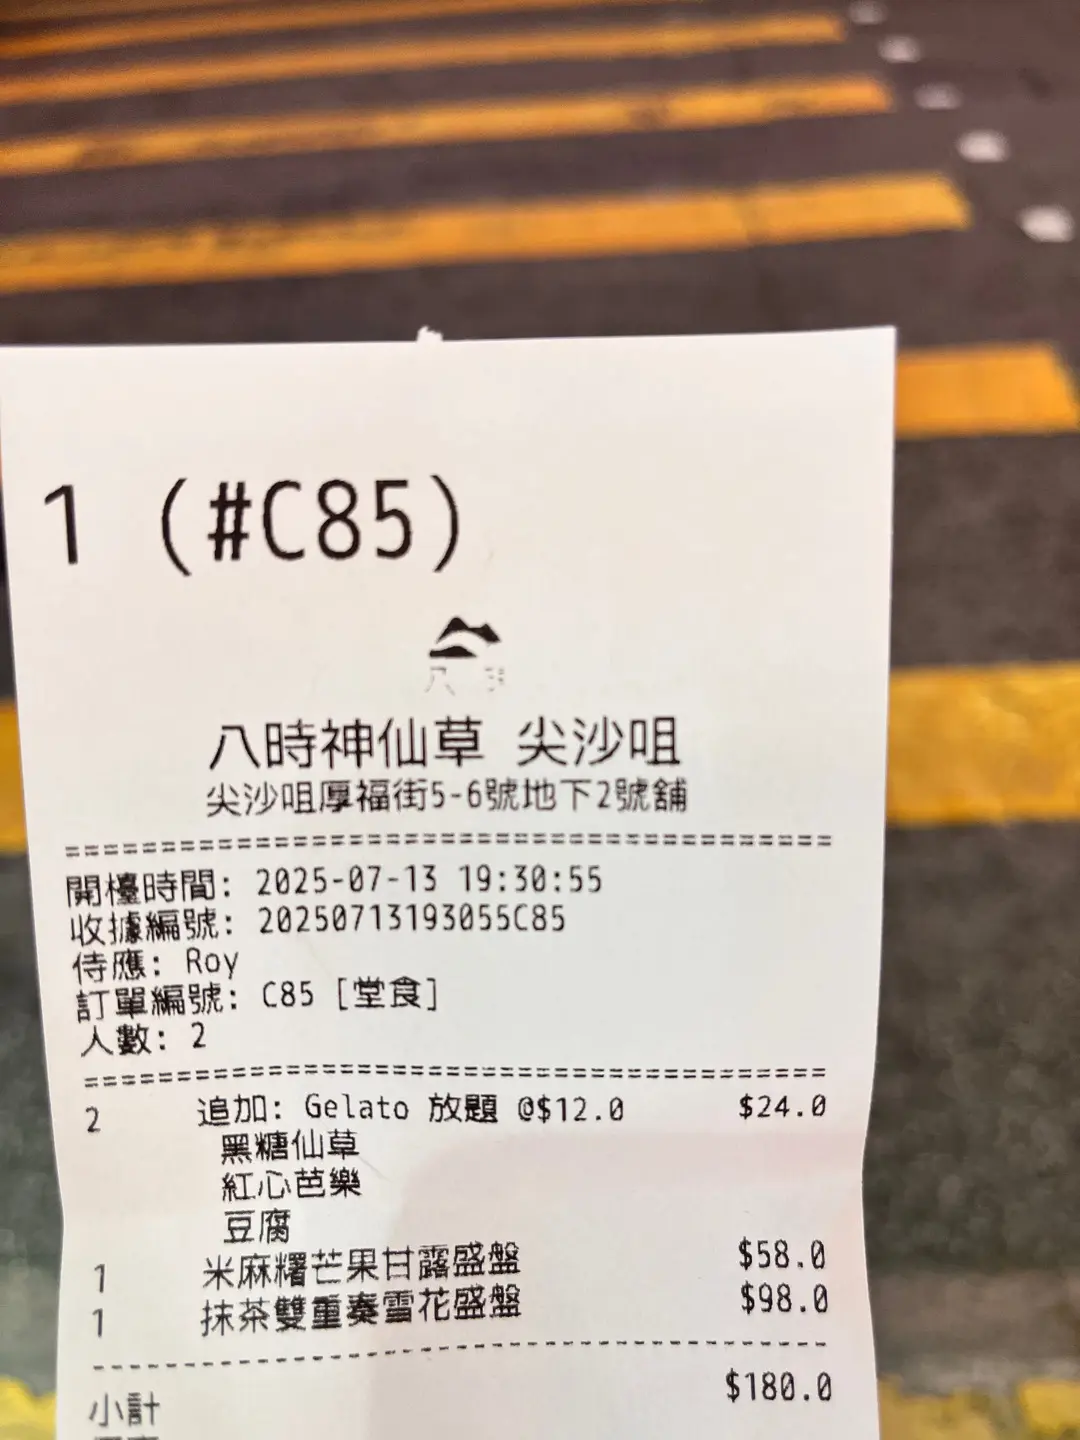 1 (#C85)
八時神仙草 尖沙咀
尖沙咀厚福街5-6號地下2號舖
========================================
開檯時間: 2025-07-13 19:30:55
收據編號: 20250713193055C85
侍應: Roy
訂單編號: C85 [堂食]
人數: 2
========================================
2 追加: Gelato 放題 @$12.0 $24.0
黑糖仙草
紅心芭樂
豆腐
1 米麻糬芒果甘露盛盤 $58.0
1 抹茶雙重奏雪花盛盤 $98.0
----------------------------------------
小計 $180.0